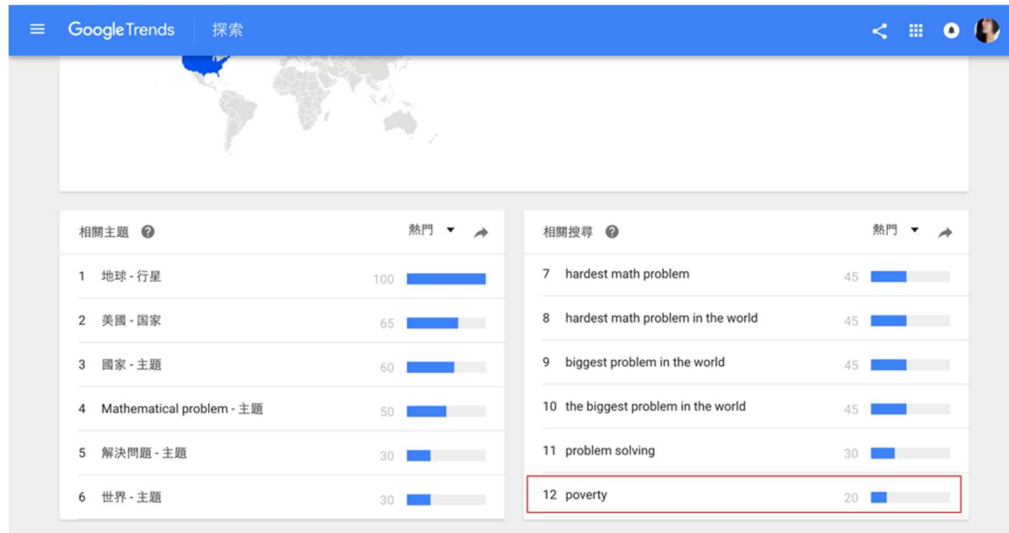 Google Trends 探索
相關主題 熱門
1 地球 - 行星 100
2 美國 - 国家 65
3 國家 - 主題 60
4 Mathematical problem - 主題 50
5 解決問題 - 主題 30
6 世界 - 主題 30
相關搜尋 熱門
7 hardest math problem 45
8 hardest math problem in the world 45
9 biggest problem in the world 45
10 the biggest problem in the world 45
11 problem solving 30
12 poverty 20